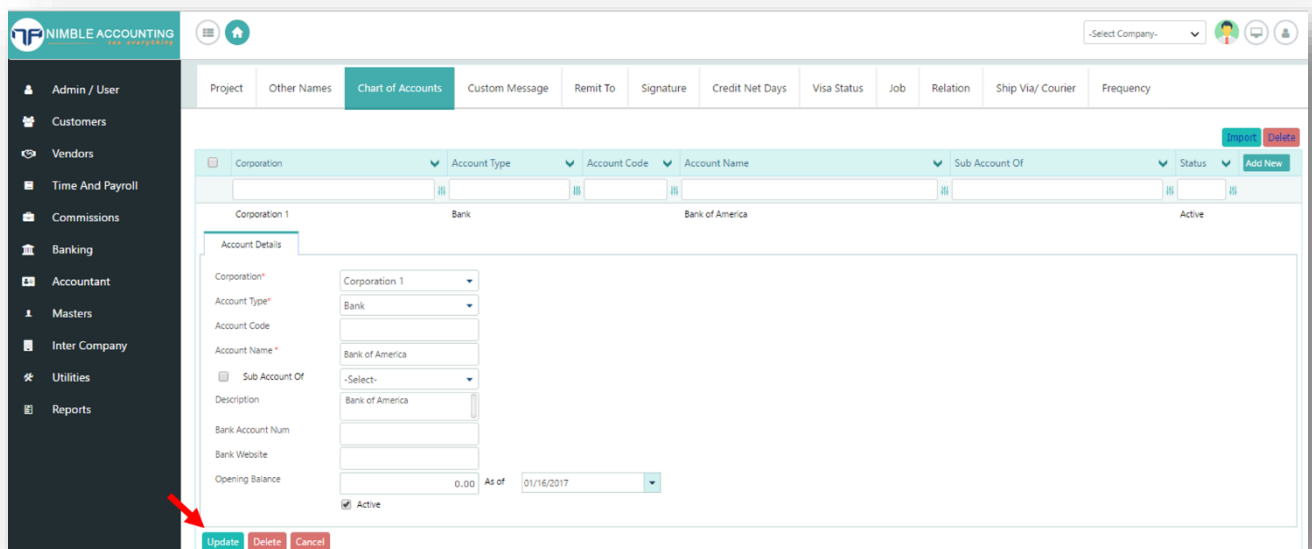 NIMBLE ACCOUNTING
see everything
-Select Company-
Admin / User
Customers
Vendors
Time And Payroll
Commissions
Banking
Accountant
Masters
Inter Company
Utilities
Reports
Project Other Names Chart of Accounts Custom Message Remit To Signature Credit Net Days Visa Status Job Relation Ship Via/ Courier Frequency
Import Delete
Corporation Account Type Account Code Account Name Sub Account Of Status Add New
Corporation 1 Bank Bank of America Active
Account Details
Corporation* Corporation 1
Account Type* Bank
Account Code
Account Name * Bank of America
Sub Account Of -Select-
Description Bank of America
Bank Account Num
Bank Website
Opening Balance 0.00 As of 01/16/2017
Active
Update Delete Cancel